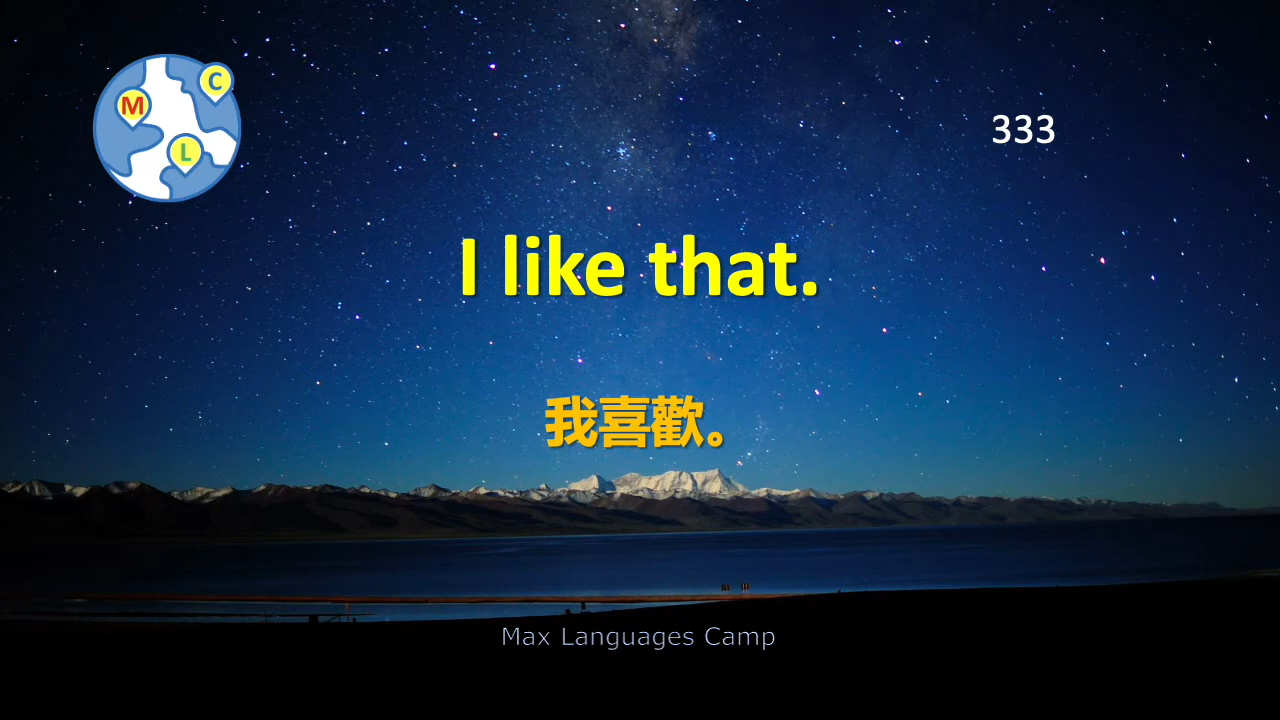 M
C
L
333
I like that.
我喜歡。
Max Languages Camp